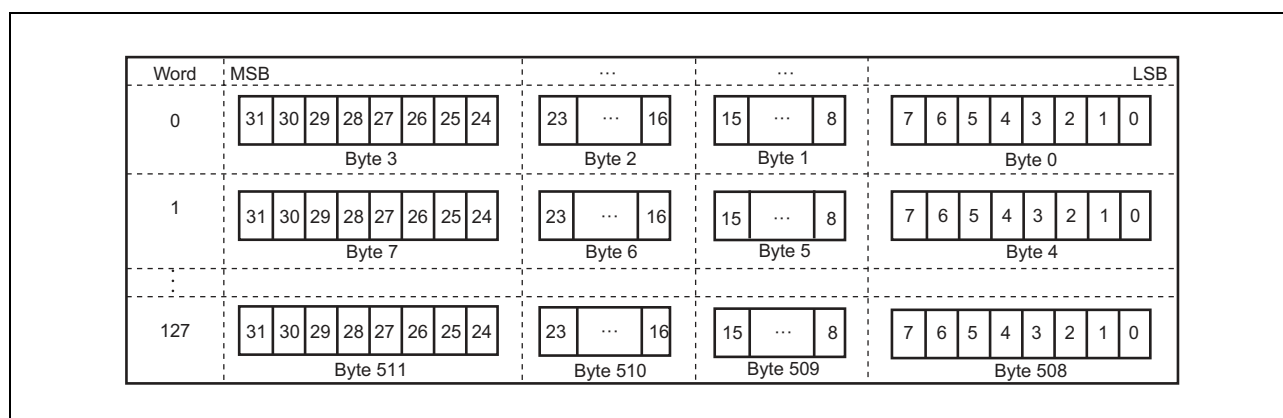 Word MSB ... ... LSB
0 31 30 29 28 27 26 25 24 23 ... 16 15 ... 8 7 6 5 4 3 2 1 0
Byte 3 Byte 2 Byte 1 Byte 0
1 31 30 29 28 27 26 25 24 23 ... 16 15 ... 8 7 6 5 4 3 2 1 0
Byte 7 Byte 6 Byte 5 Byte 4
⋮
127 31 30 29 28 27 26 25 24 23 ... 16 15 ... 8 7 6 5 4 3 2 1 0
Byte 511 Byte 510 Byte 509 Byte 508